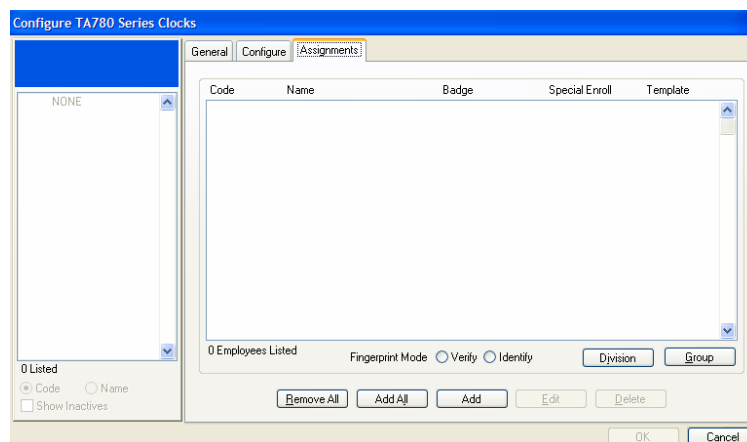 Configure TA780 Series Clocks
General Configure Assignments
NONE
Code Name Badge Special Enroll Template
0 Employees Listed Fingerprint Mode Verify Identify Division Group
0 Listed
Code Name
Show Inactives
Remove All Add All Add Edit Delete
OK Cancel